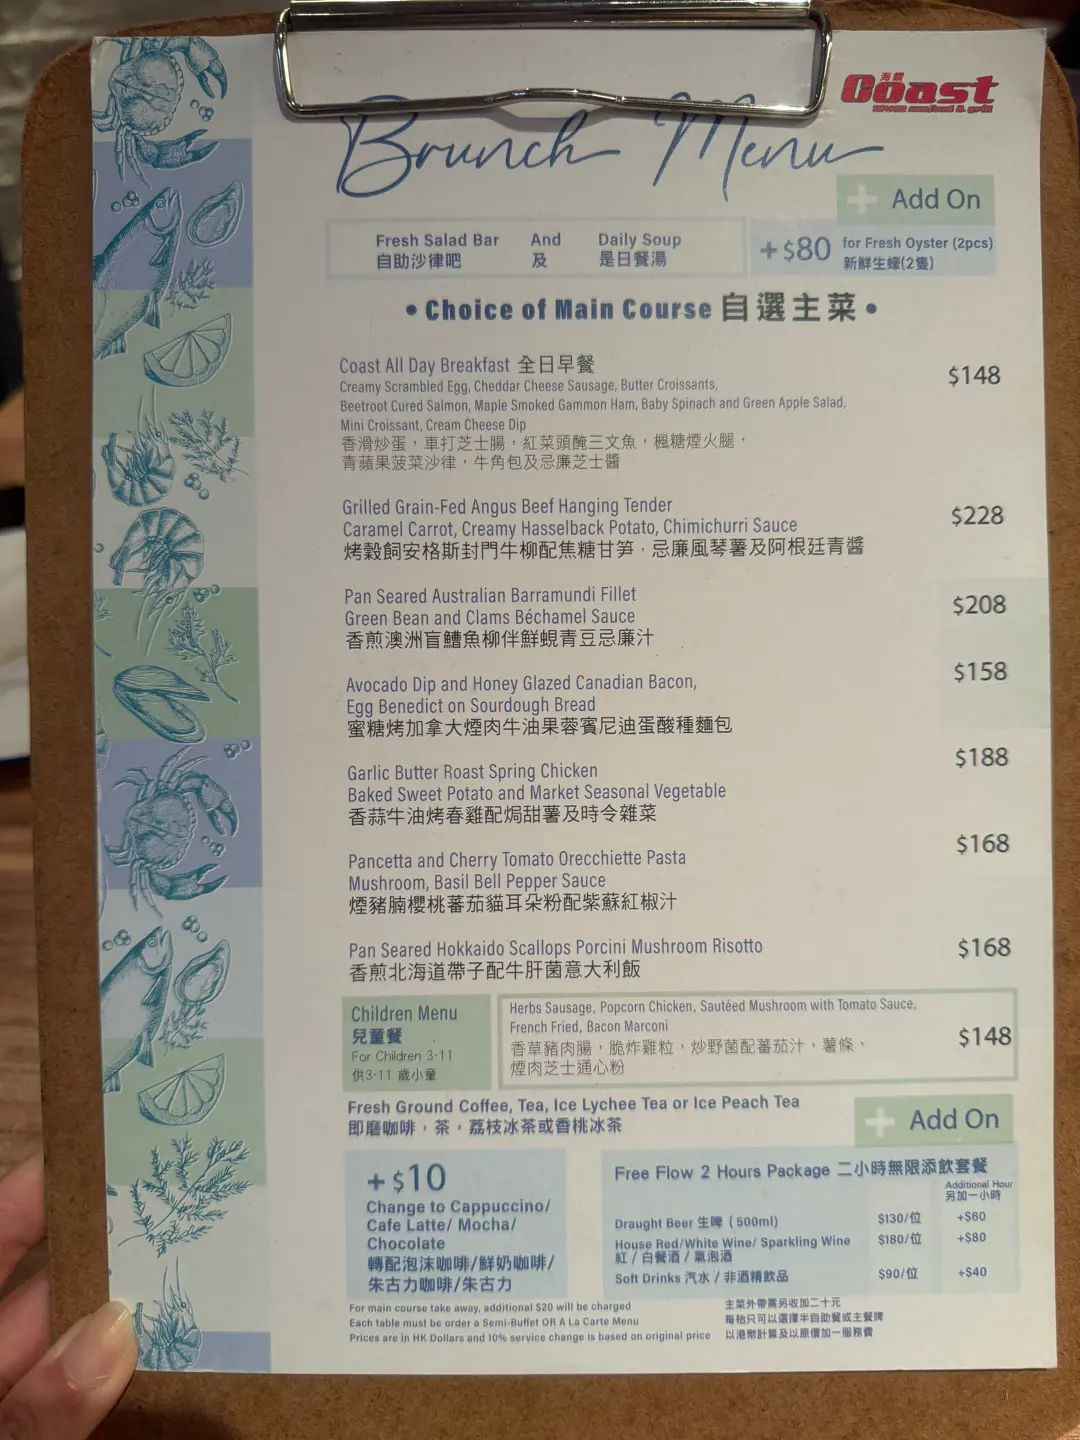 Brunch Menu
海鑽
Coast
seafood & grill
+ Add On
Fresh Salad Bar And Daily Soup
自助沙律吧 及 是日餐湯
+$80 for Fresh Oyster (2pcs)
新鮮生蠔(2隻)
• Choice of Main Course 自選主菜 •
Coast All Day Breakfast 全日早餐
$148
Creamy Scrambled Egg, Cheddar Cheese Sausage, Butter Croissants,
Beetroot Cured Salmon, Maple Smoked Gammon Ham, Baby Spinach and Green Apple Salad,
Mini Croissant, Cream Cheese Dip
香滑炒蛋，車打芝士腸，紅菜頭醃三文魚，楓糖煙火腿，
青蘋果菠菜沙律，牛角包及忌廉芝士醬
Grilled Grain-Fed Angus Beef Hanging Tender
$228
Caramel Carrot, Creamy Hasselback Potato, Chimichurri Sauce
烤穀飼安格斯封門牛柳配焦糖甘笋，忌廉風琴薯及阿根廷青醬
Pan Seared Australian Barramundi Fillet
$208
Green Bean and Clams Béchamel Sauce
香煎澳洲盲鰽魚柳伴鮮蜆青豆忌廉汁
Avocado Dip and Honey Glazed Canadian Bacon,
$158
Egg Benedict on Sourdough Bread
蜜糖烤加拿大煙肉牛油果蓉賓尼迪蛋酸種麵包
Garlic Butter Roast Spring Chicken
$188
Baked Sweet Potato and Market Seasonal Vegetable
香蒜牛油烤春雞配焗甜薯及時令雜菜
Pancetta and Cherry Tomato Orecchiette Pasta
$168
Mushroom, Basil Bell Pepper Sauce
煙豬腩櫻桃蕃茄貓耳朵粉配紫蘇紅椒汁
Pan Seared Hokkaido Scallops Porcini Mushroom Risotto
$168
香煎北海道帶子配牛肝菌意大利飯
Children Menu
兒童餐
For Children 3-11
供3-11 歲小童
Herbs Sausage, Popcorn Chicken, Sautéed Mushroom with Tomato Sauce,
French Fried, Bacon Marconi
香草豬肉腸，脆炸雞粒，炒野菌配蕃茄汁，薯條，
煙肉芝士通心粉
$148
Fresh Ground Coffee, Tea, Ice Lychee Tea or Ice Peach Tea
即磨咖啡，茶，荔枝冰茶或香桃冰茶
+ Add On
+$10
Change to Cappuccino/
Cafe Latte/ Mocha/
Chocolate
轉配泡沫咖啡/鮮奶咖啡/
朱古力咖啡/朱古力
Free Flow 2 Hours Package 二小時無限添飲套餐
Additional Hour
另加一小時
Draught Beer 生啤 (500ml) $130/位 +$60
House Red/White Wine/ Sparkling Wine $180/位 +$80
紅 / 白餐酒 / 氣泡酒
Soft Drinks 汽水 / 非酒精飲品 $90/位 +$40
For main course take away, additional $20 will be charged
Each table must be order a Semi-Buffet OR A La Carte Menu
Prices are in HK Dollars and 10% service change is based on original price
主菜外帶需另收加二十元
每枱只可以選擇半自助餐或主餐牌
以港幣計算及以原價加一服務費